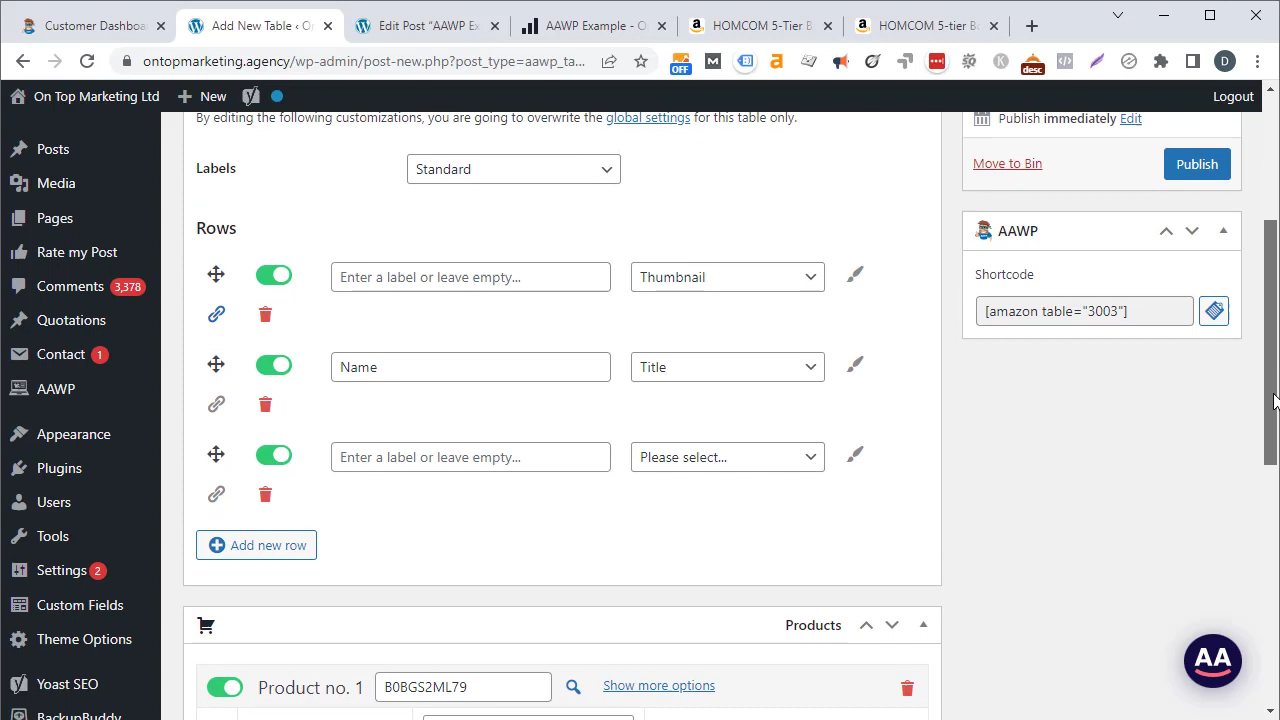 Customer Dashboa
Add New Table ‹ On
Edit Post "AAWP Ex
AAWP Example - O
HOMCOM 5-Tier B
HOMCOM 5-tier B
ontopmarketing.agency/wp-admin/post-new.php?post_type=aawp_ta...
OFF
M
desc
K
D
On Top Marketing Ltd
New
Logout
Posts
Media
Pages
Rate my Post
Comments 3,378
Quotations
Contact 1
AAWP
Appearance
Plugins
Users
Tools
Settings 2
Custom Fields
Theme Options
Yoast SEO
BackupBuddy
By editing the following customizations, you are going to overwrite the global settings for this table only.
Labels
Standard
Rows
Enter a label or leave empty...
Thumbnail
Name
Title
Enter a label or leave empty...
Please select...
Add new row
Products
Product no. 1
B0BGS2ML79
Show more options
Publish immediately Edit
Move to Bin
Publish
AAWP
Shortcode
[amazon table="3003"]
AA